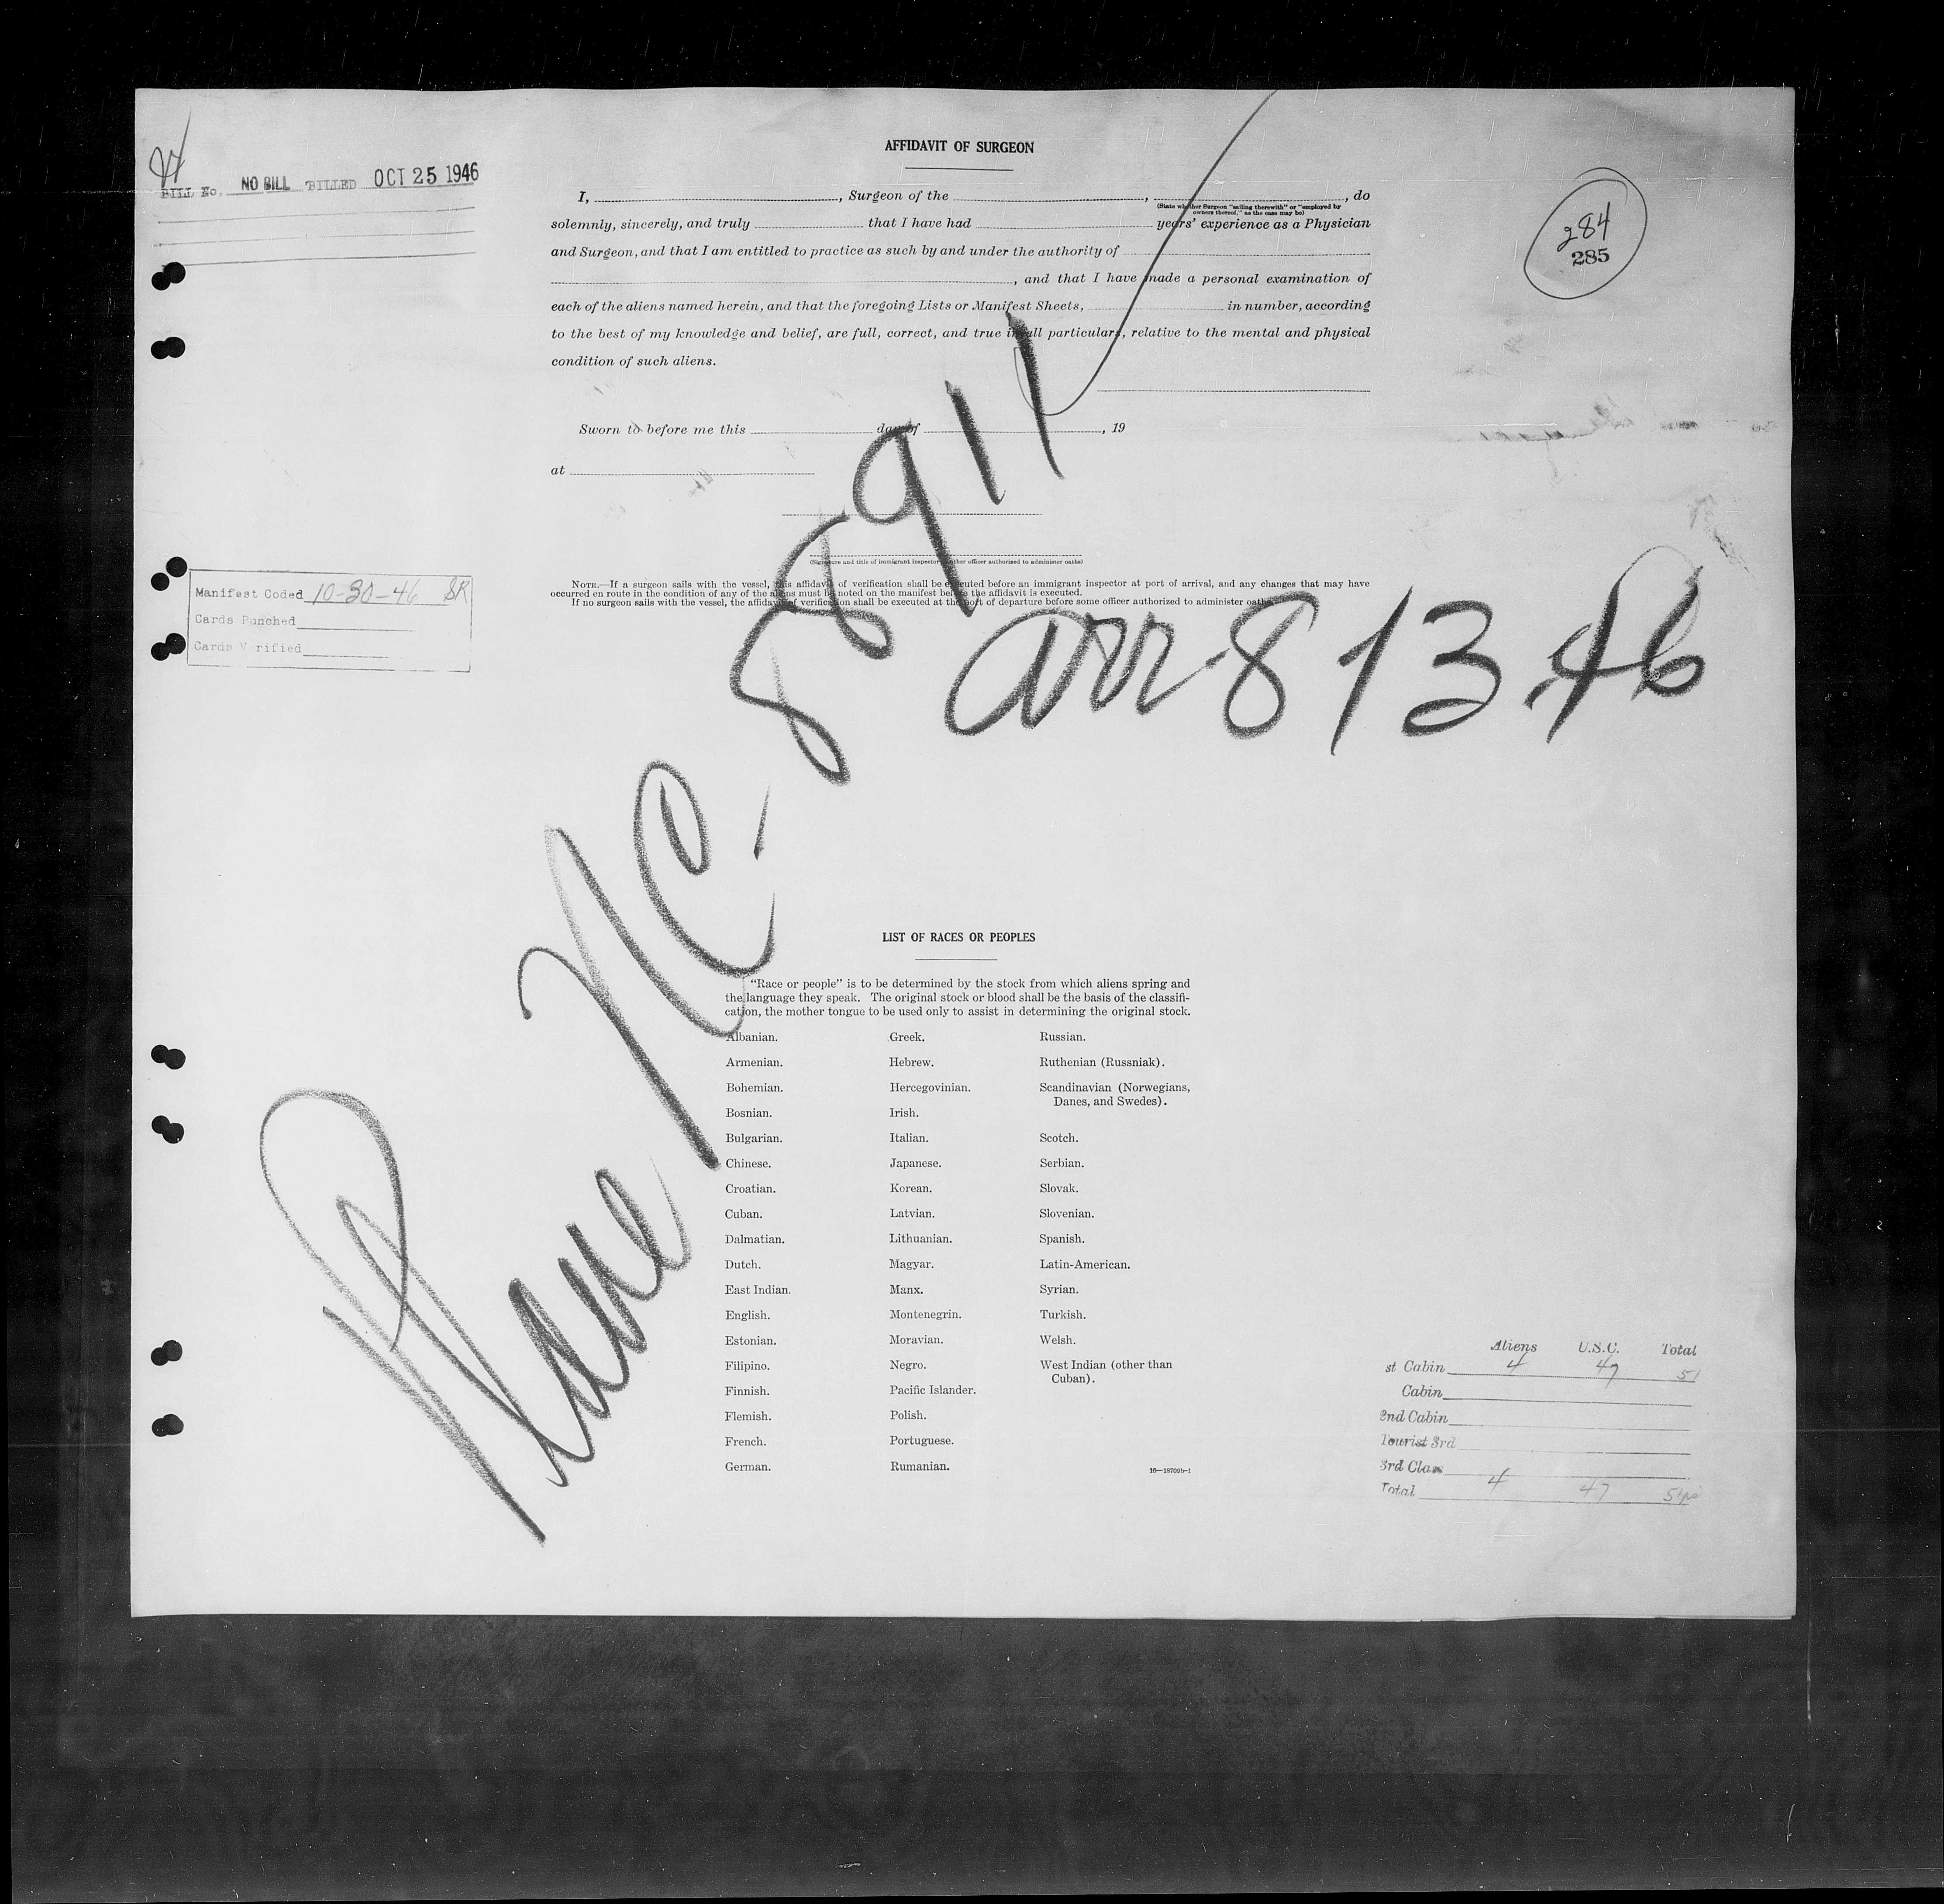 BILL No. NO BILL BILLED OCT 25 1946
284
285
AFFIDAVIT OF SURGEON
I, , Surgeon of the , , do
(State whether Surgeon "sailing therewith" or "employed by
owners thereof," as the case may be)
solemnly, sincerely, and truly that I have had years' experience as a Physician
and Surgeon, and that I am entitled to practice as such by and under the authority of
, and that I have made a personal examination of
each of the aliens named herein, and that the foregoing Lists or Manifest Sheets, in number, according
to the best of my knowledge and belief, are full, correct, and true in all particulars, relative to the mental and physical
condition of such aliens.
Sworn to before me this day of , 19
at
(Signature and title of immigrant inspector or other officer authorized to administer oaths)
NOTE.—If a surgeon sails with the vessel, this affidavit of verification shall be executed before an immigrant inspector at port of arrival, and any changes that may have
occurred en route in the condition of any of the aliens must be noted on the manifest before the affidavit is executed.
If no surgeon sails with the vessel, the affidavit of verification shall be executed at the port of departure before some officer authorized to administer oaths.
Manifest Coded 10-30-46 SR
Cards Punched
Cards Verified
Plane NC-88911
arr 8 13 46
LIST OF RACES OR PEOPLES
"Race or people" is to be determined by the stock from which aliens spring and
the language they speak. The original stock or blood shall be the basis of the classifi-
cation, the mother tongue to be used only to assist in determining the original stock.
Albanian.
Armenian.
Bohemian.
Bosnian.
Bulgarian.
Chinese.
Croatian.
Cuban.
Dalmatian.
Dutch.
East Indian.
English.
Estonian.
Filipino.
Finnish.
Flemish.
French.
German.
Greek.
Hebrew.
Hercegovinian.
Irish.
Italian.
Japanese.
Korean.
Latvian.
Lithuanian.
Magyar.
Manx.
Montenegrin.
Moravian.
Negro.
Pacific Islander.
Polish.
Portuguese.
Rumanian.
Russian.
Ruthenian (Russniak).
Scandinavian (Norwegians,
Danes, and Swedes).
Scotch.
Serbian.
Slovak.
Slovenian.
Spanish.
Latin-American.
Syrian.
Turkish.
Welsh.
West Indian (other than
Cuban).
16—18709b-1
Aliens U.S.C. Total
st Cabin 4 47 51
Cabin
2nd Cabin
Tourist 3rd
3rd Class
Total 4 47 51